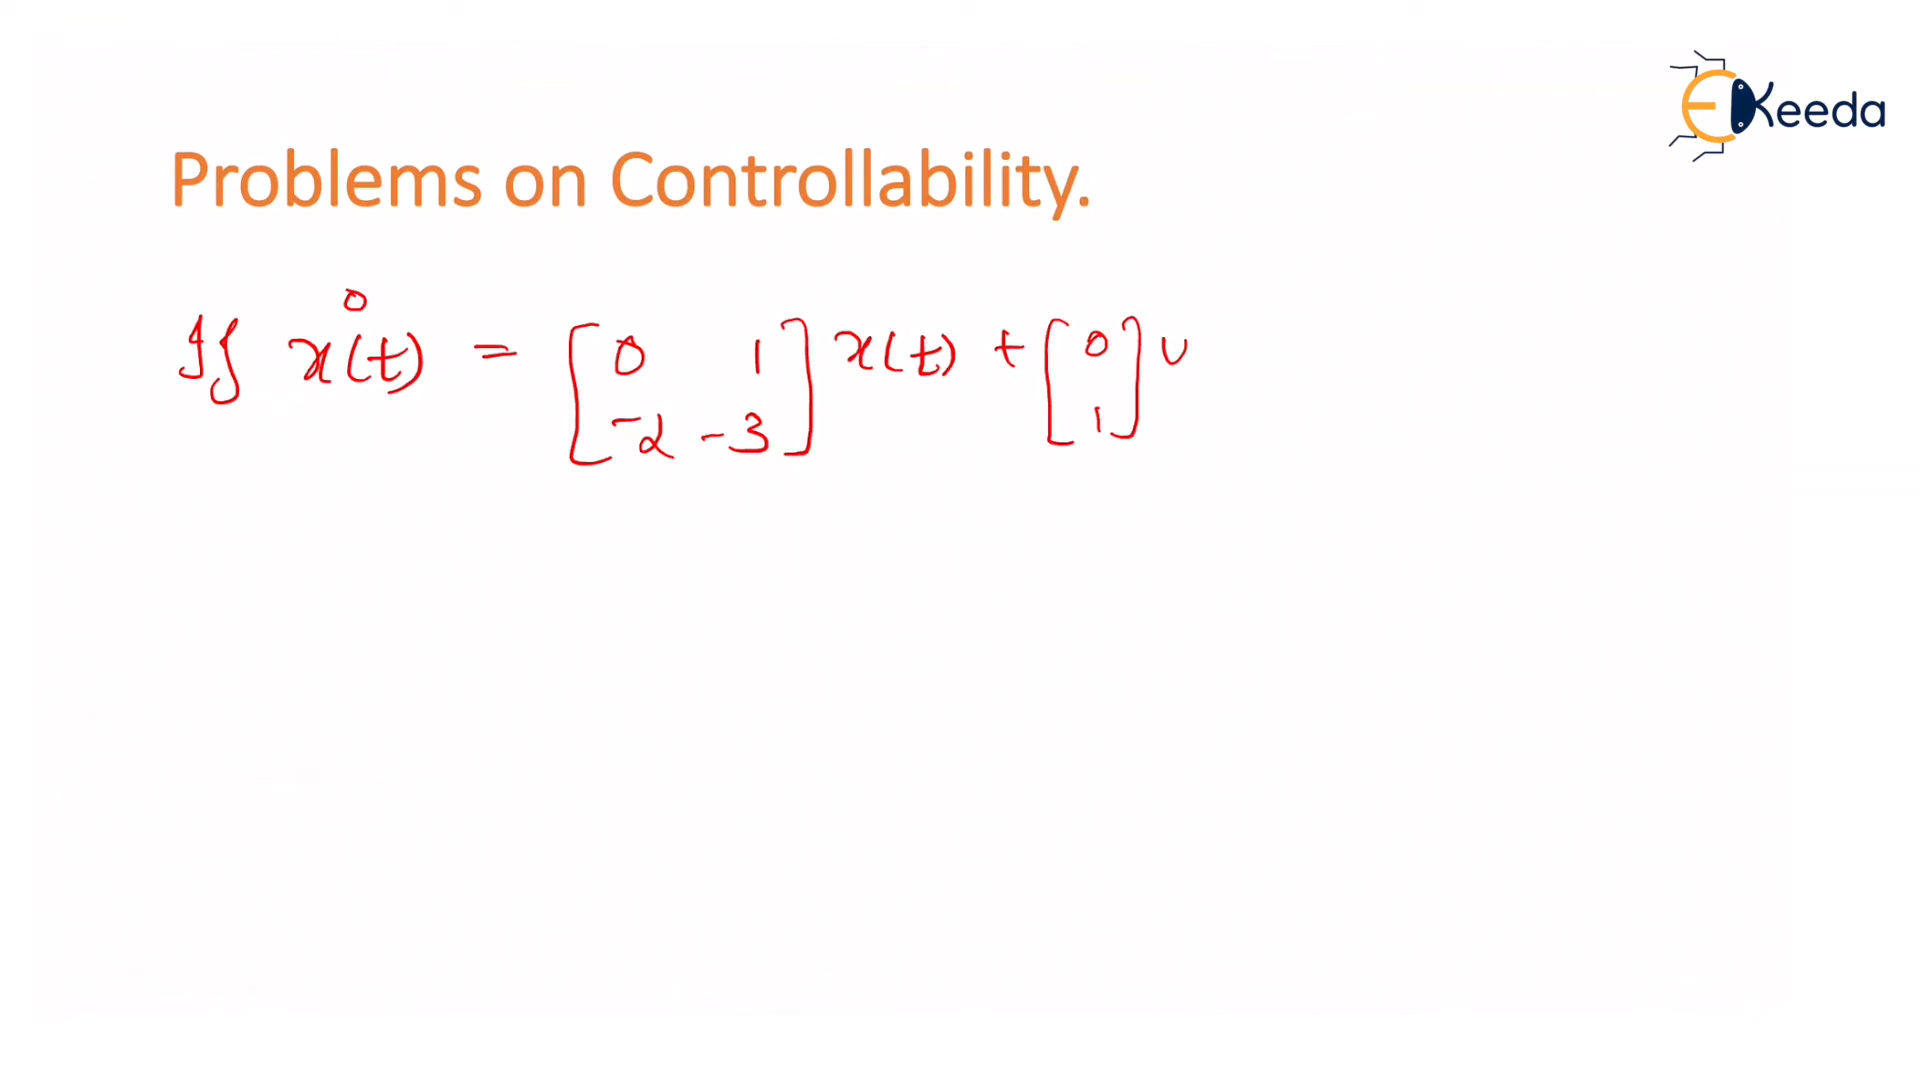 EKeeda
Problems on Controllability.
If ẋ(t) = [0 1; -2 -3] x(t) + [0; 1] U